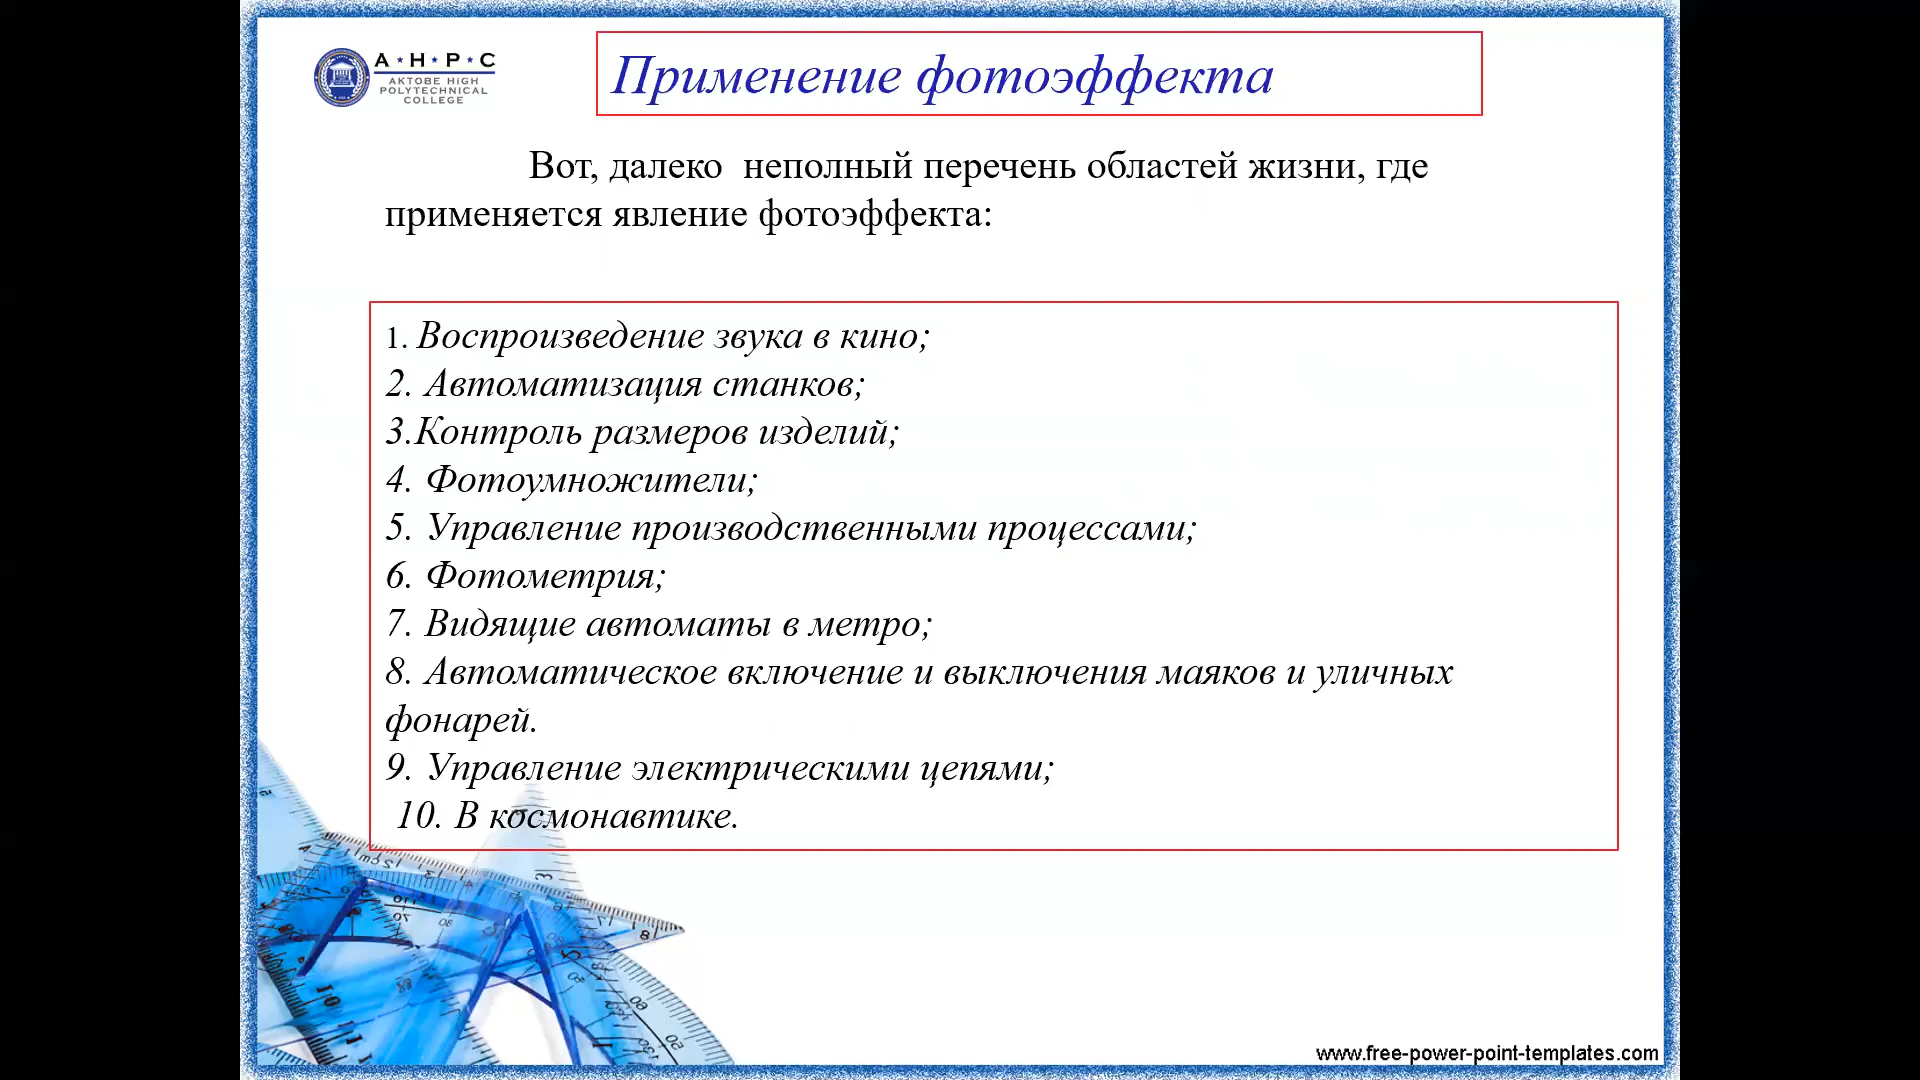 A ★ H ★ P ★ C
AKTOBE HIGH
POLYTECHNICAL
COLLEGE
Применение фотоэффекта
Вот, далеко неполный перечень областей жизни, где
применяется явление фотоэффекта:
1. Воспроизведение звука в кино;
2. Автоматизация станков;
3.Контроль размеров изделий;
4. Фотоумножители;
5. Управление производственными процессами;
6. Фотометрия;
7. Видящие автоматы в метро;
8. Автоматическое включение и выключения маяков и уличных
фонарей.
9. Управление электрическими цепями;
10. В космонавтике.
www.free-power-point-templates.com